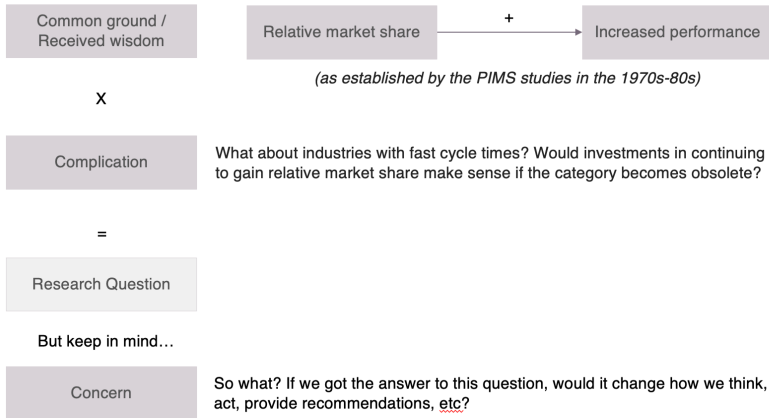 Common ground /
Received wisdom
Relative market share
+
Increased performance
(as established by the PIMS studies in the 1970s-80s)
X
Complication
What about industries with fast cycle times? Would investments in continuing
to gain relative market share make sense if the category becomes obsolete?
=
Research Question
But keep in mind…
Concern
So what? If we got the answer to this question, would it change how we think,
act, provide recommendations, etc?